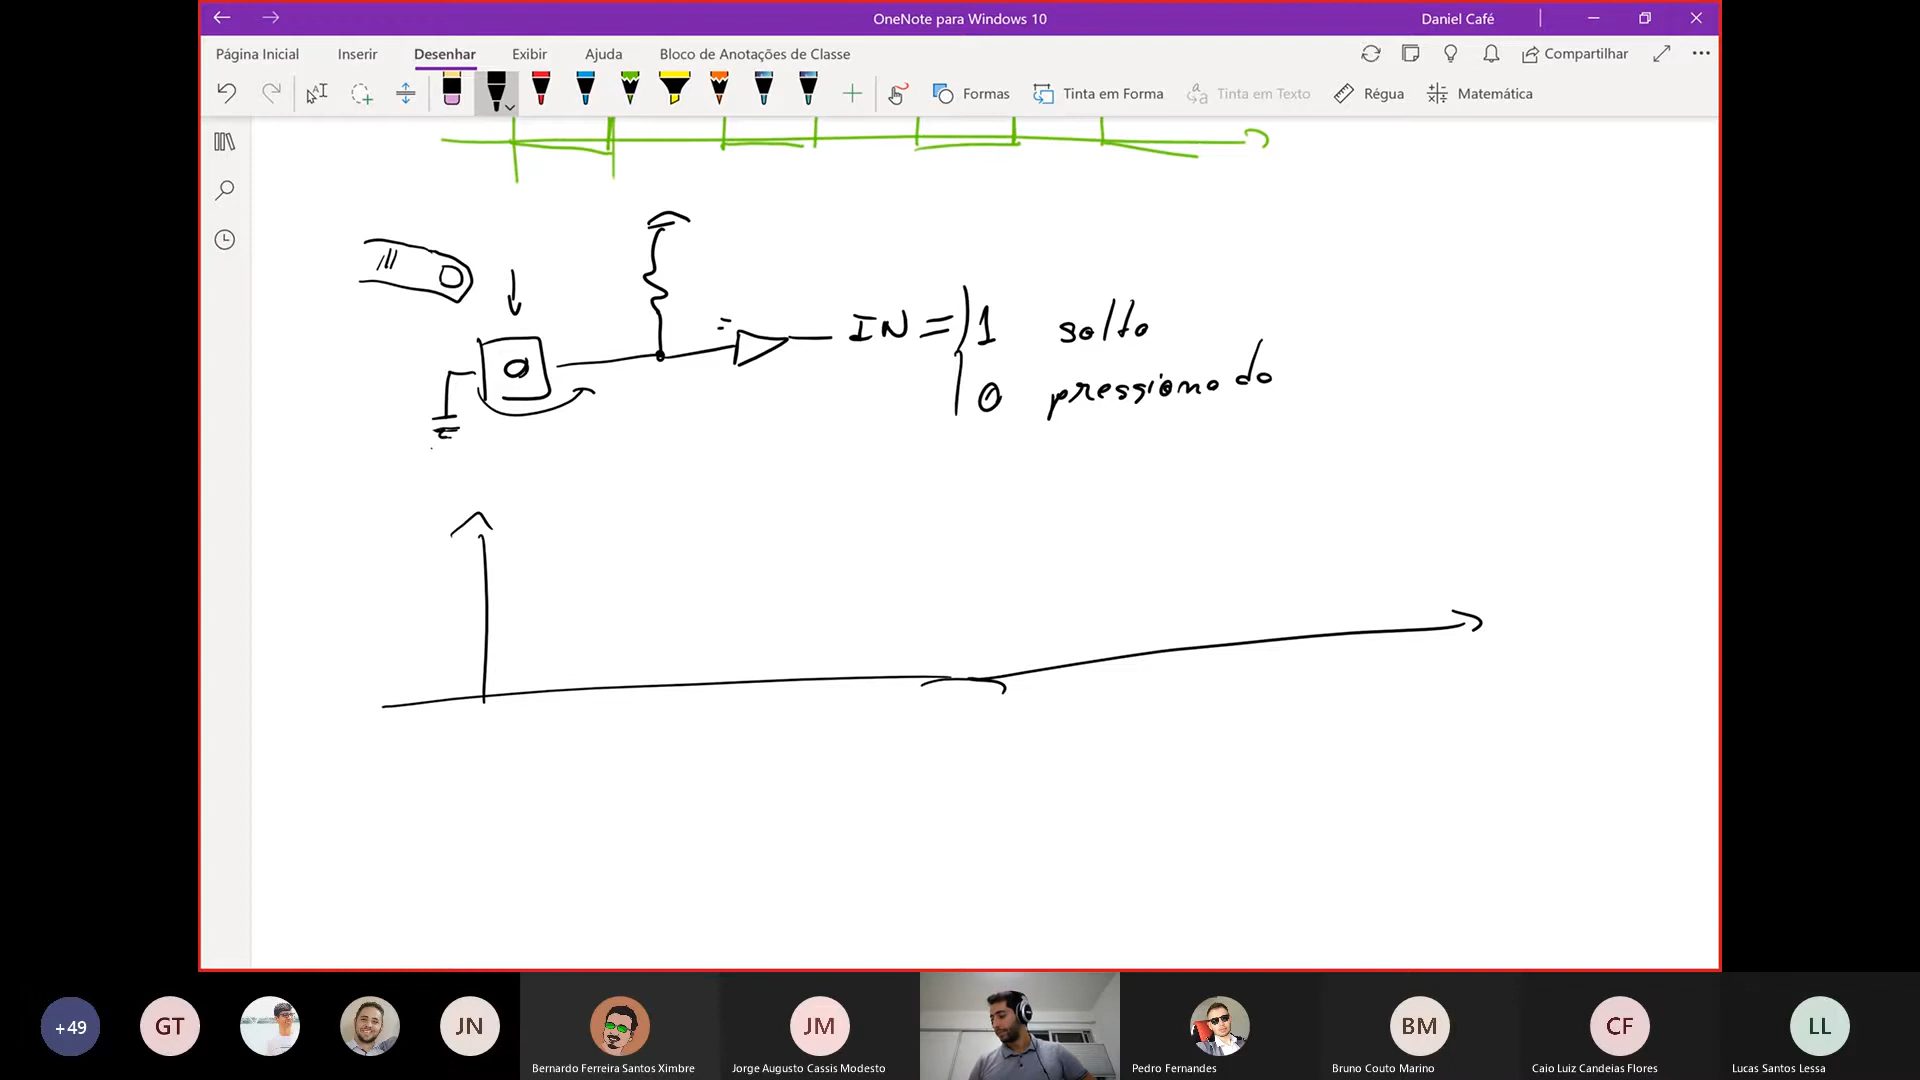 OneNote para Windows 10
Daniel Café
Página Inicial Inserir Desenhar Exibir Ajuda Bloco de Anotações de Classe
Compartilhar
Formas Tinta em Forma Tinta em Texto Régua Matemática
IN = 1 solto
0 pressionado
+49 GT JN JM BM CF LL
Bernardo Ferreira Santos Ximbre Jorge Augusto Cassis Modesto Pedro Fernandes Bruno Couto Marino Caio Luiz Candeias Flores Lucas Santos Lessa